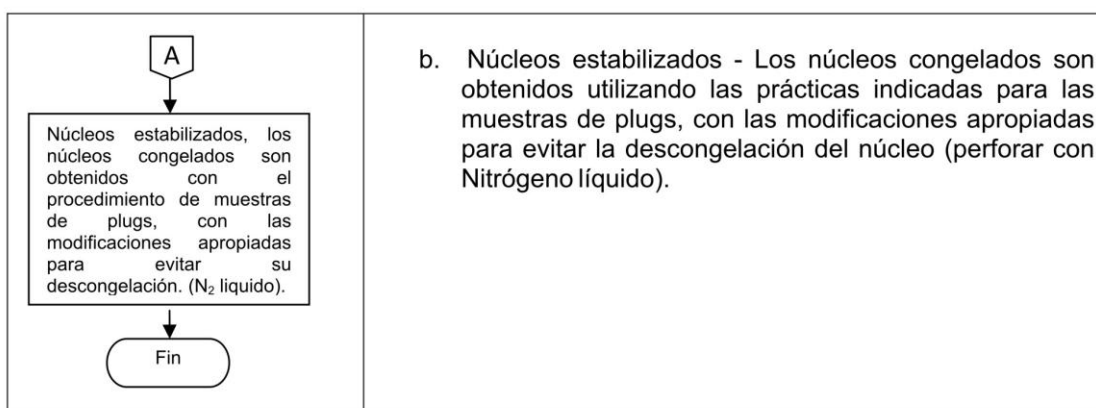 A
Núcleos estabilizados, los
núcleos congelados son
obtenidos con el
procedimiento de muestras
de plugs, con las
modificaciones apropiadas
para evitar su
descongelación. (N₂ liquido).
Fin
b. Núcleos estabilizados - Los núcleos congelados son
obtenidos utilizando las prácticas indicadas para las
muestras de plugs, con las modificaciones apropiadas
para evitar la descongelación del núcleo (perforar con
Nitrógeno líquido).